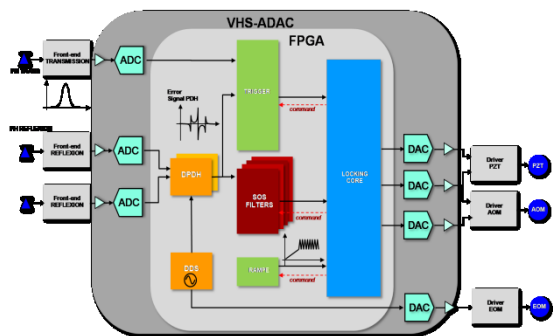 VHS-ADAC
FPGA
Front-end
TRANSMISSION
ADC
TRIGGER
Error
Signal PDH
command
LOCKING
CORE
PH REFLEXION
Front-end
REFLEXION
ADC
DPDH
Front-end
REFLEXION
ADC
SOS
FILTERS
command
DAC
DAC
DAC
Driver
PZT
PZT
Driver
AOM
AOM
DDS
command
DAC
Driver
EOM
EOM